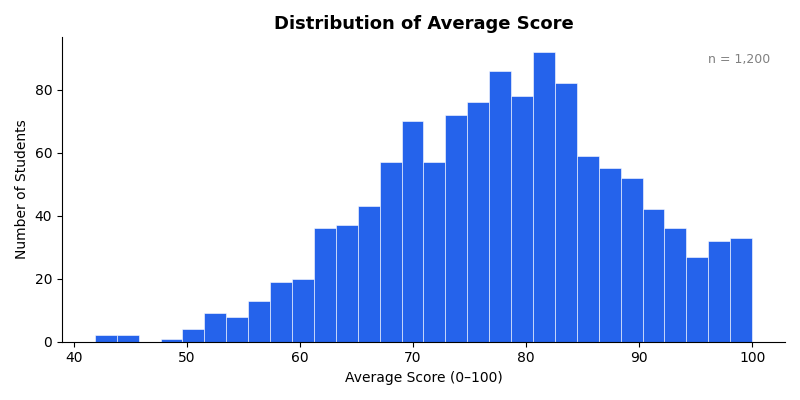 Distribution of Average Score
n = 1,200
Number of Students
80
60
40
20
0
40 50 60 70 80 90 100
Average Score (0–100)